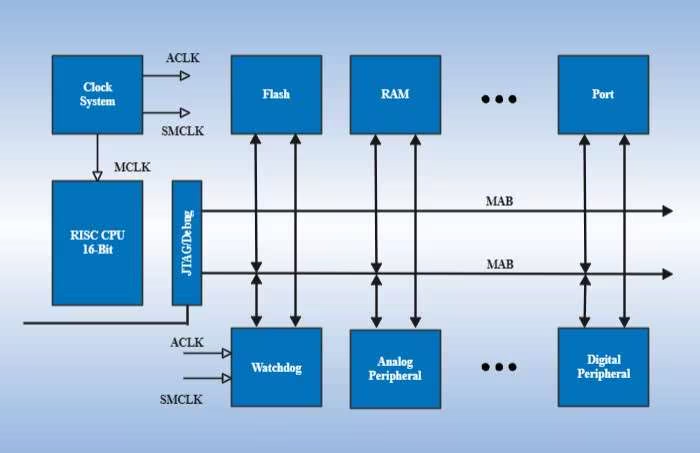 ACLK
Clock
System
Flash
RAM
•••
Port
SMCLK
MCLK
RISC CPU
16-Bit
JTAG/Debug
MAB
MAB
ACLK
Watchdog
Analog
Peripheral
•••
Digital
Peripheral
SMCLK